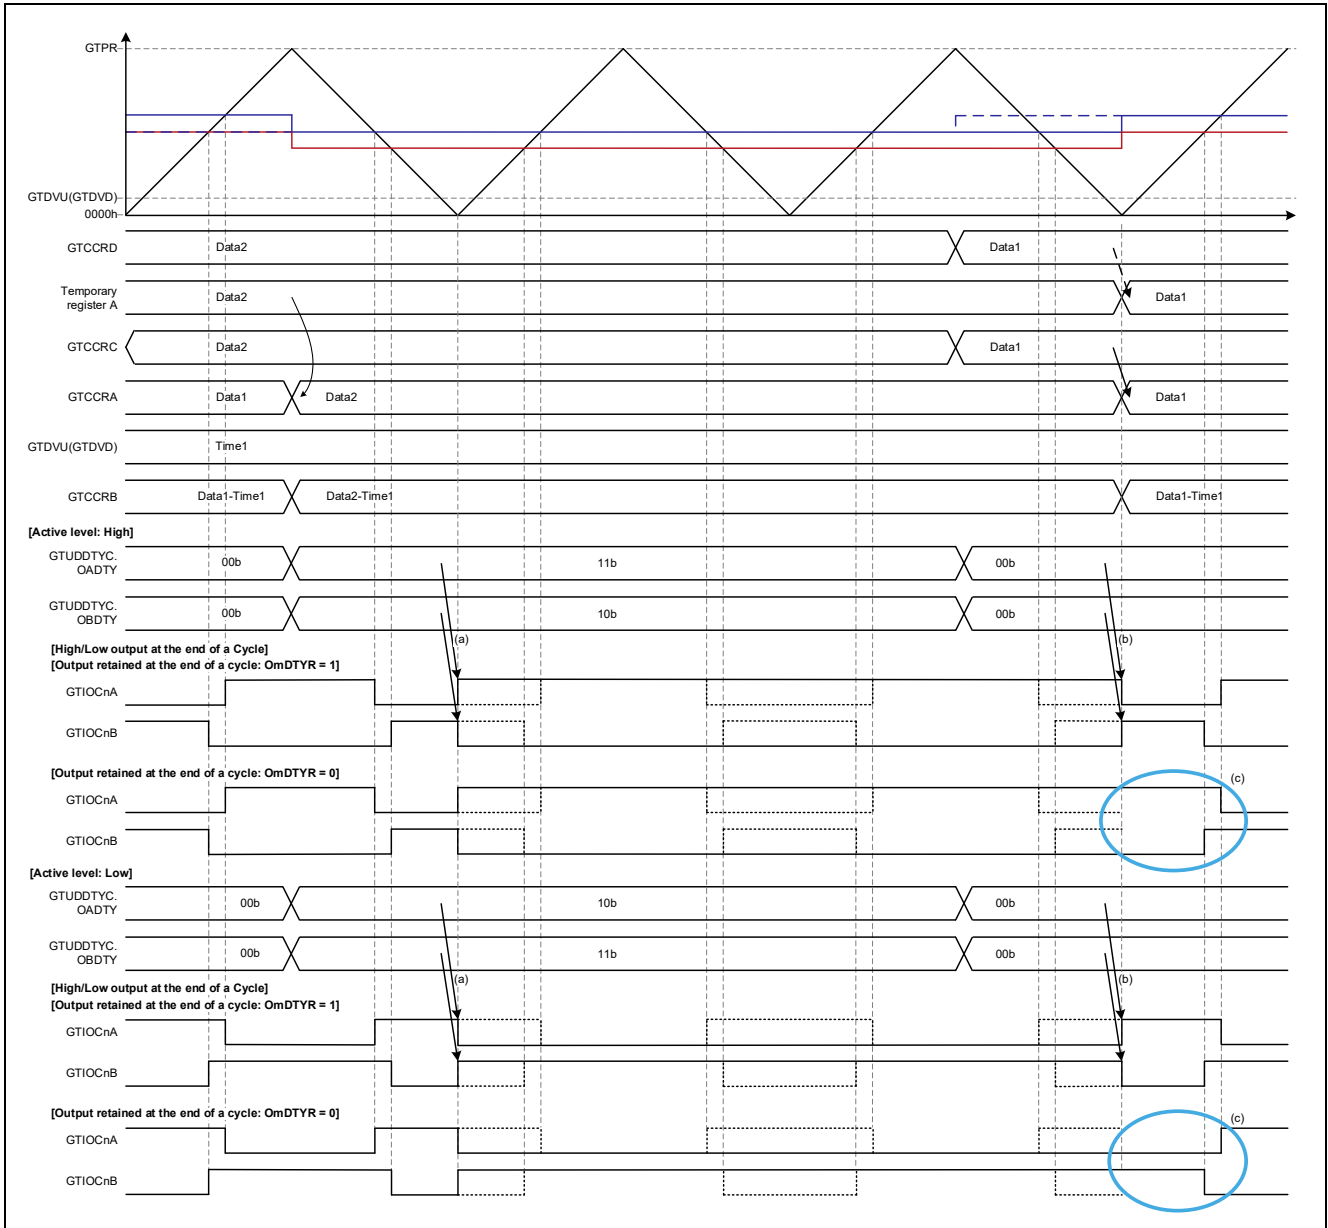 GTPR
GTDVU(GTDVD)
0000h
GTCCRD
Data2
Data1
Temporary
register A
Data2
Data1
GTCCRC
Data2
Data1
GTCCRA
Data1
Data2
Data1
GTDVU(GTDVD)
Time1
GTCCRB
Data1-Time1
Data2-Time1
Data1-Time1
[Active level: High]
GTUDDTYC.
OADTY
00b
11b
00b
GTUDDTYC.
OBDTY
00b
10b
00b
(a)
(b)
[High/Low output at the end of a Cycle]
[Output retained at the end of a cycle: OmDTYR = 1]
GTIOCnA
GTIOCnB
[Output retained at the end of a cycle: OmDTYR = 0]
(c)
GTIOCnA
GTIOCnB
[Active level: Low]
GTUDDTYC.
OADTY
00b
10b
00b
GTUDDTYC.
OBDTY
00b
11b
00b
(a)
(b)
[High/Low output at the end of a Cycle]
[Output retained at the end of a cycle: OmDTYR = 1]
GTIOCnA
GTIOCnB
[Output retained at the end of a cycle: OmDTYR = 0]
(c)
GTIOCnA
GTIOCnB